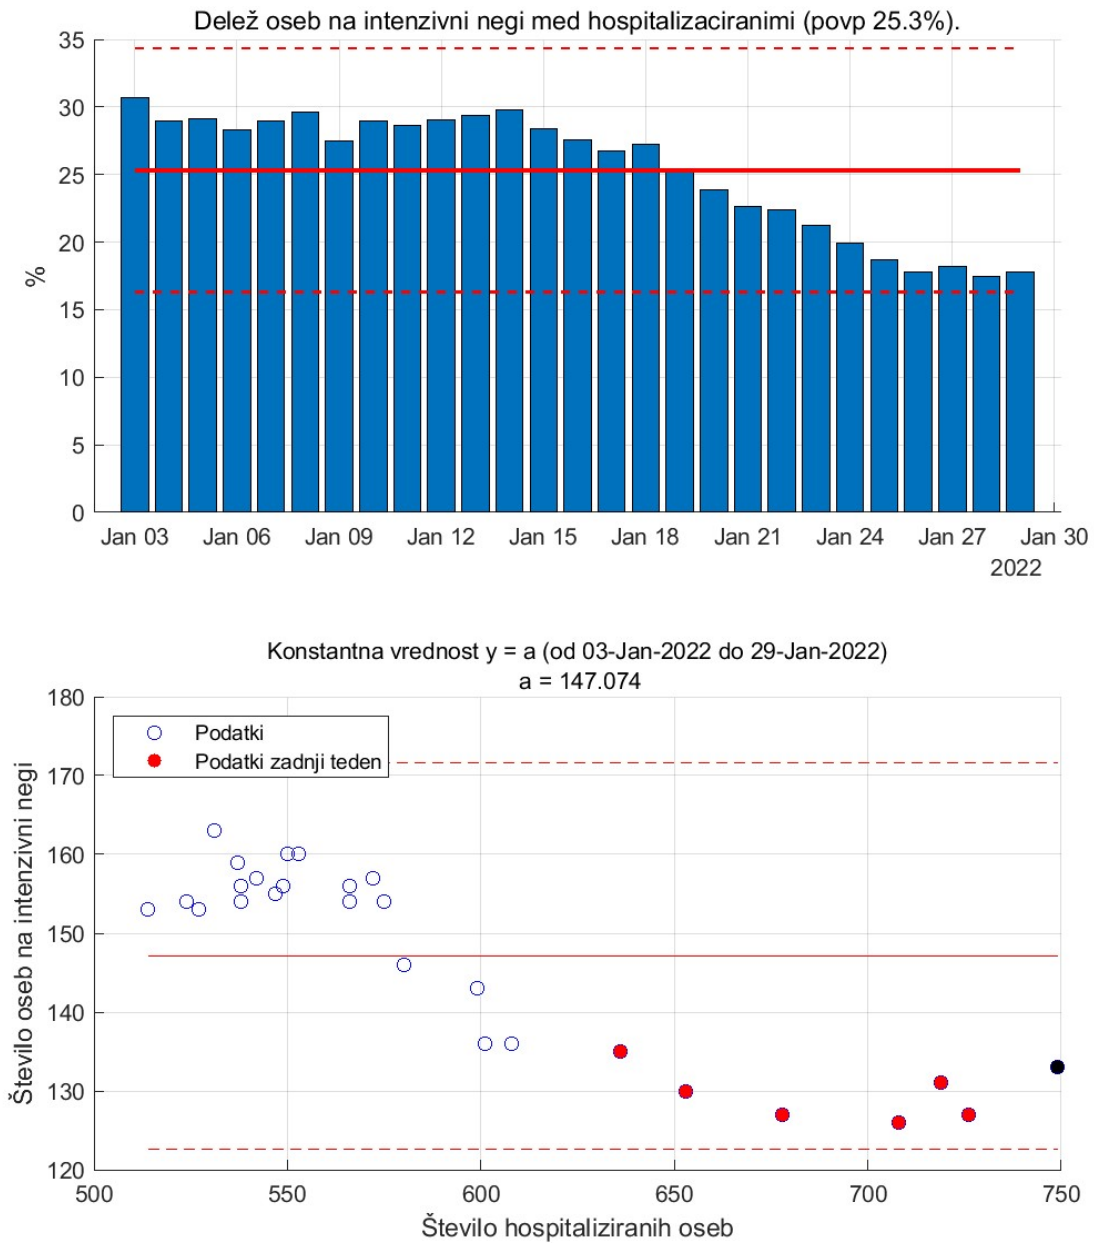 Delež oseb na intenzivni negi med hospitalizaciranimi (povp 25.3%).
35
30
25
20
15
10
5
0
%
Jan 03 Jan 06 Jan 09 Jan 12 Jan 15 Jan 18 Jan 21 Jan 24 Jan 27 Jan 30
2022
Konstantna vrednost y = a (od 03-Jan-2022 do 29-Jan-2022)
a = 147.074
Podatki
Podatki zadnji teden
180
170
160
150
140
130
120
Število oseb na intenzivni negi
500 550 600 650 700 750
Število hospitaliziranih oseb